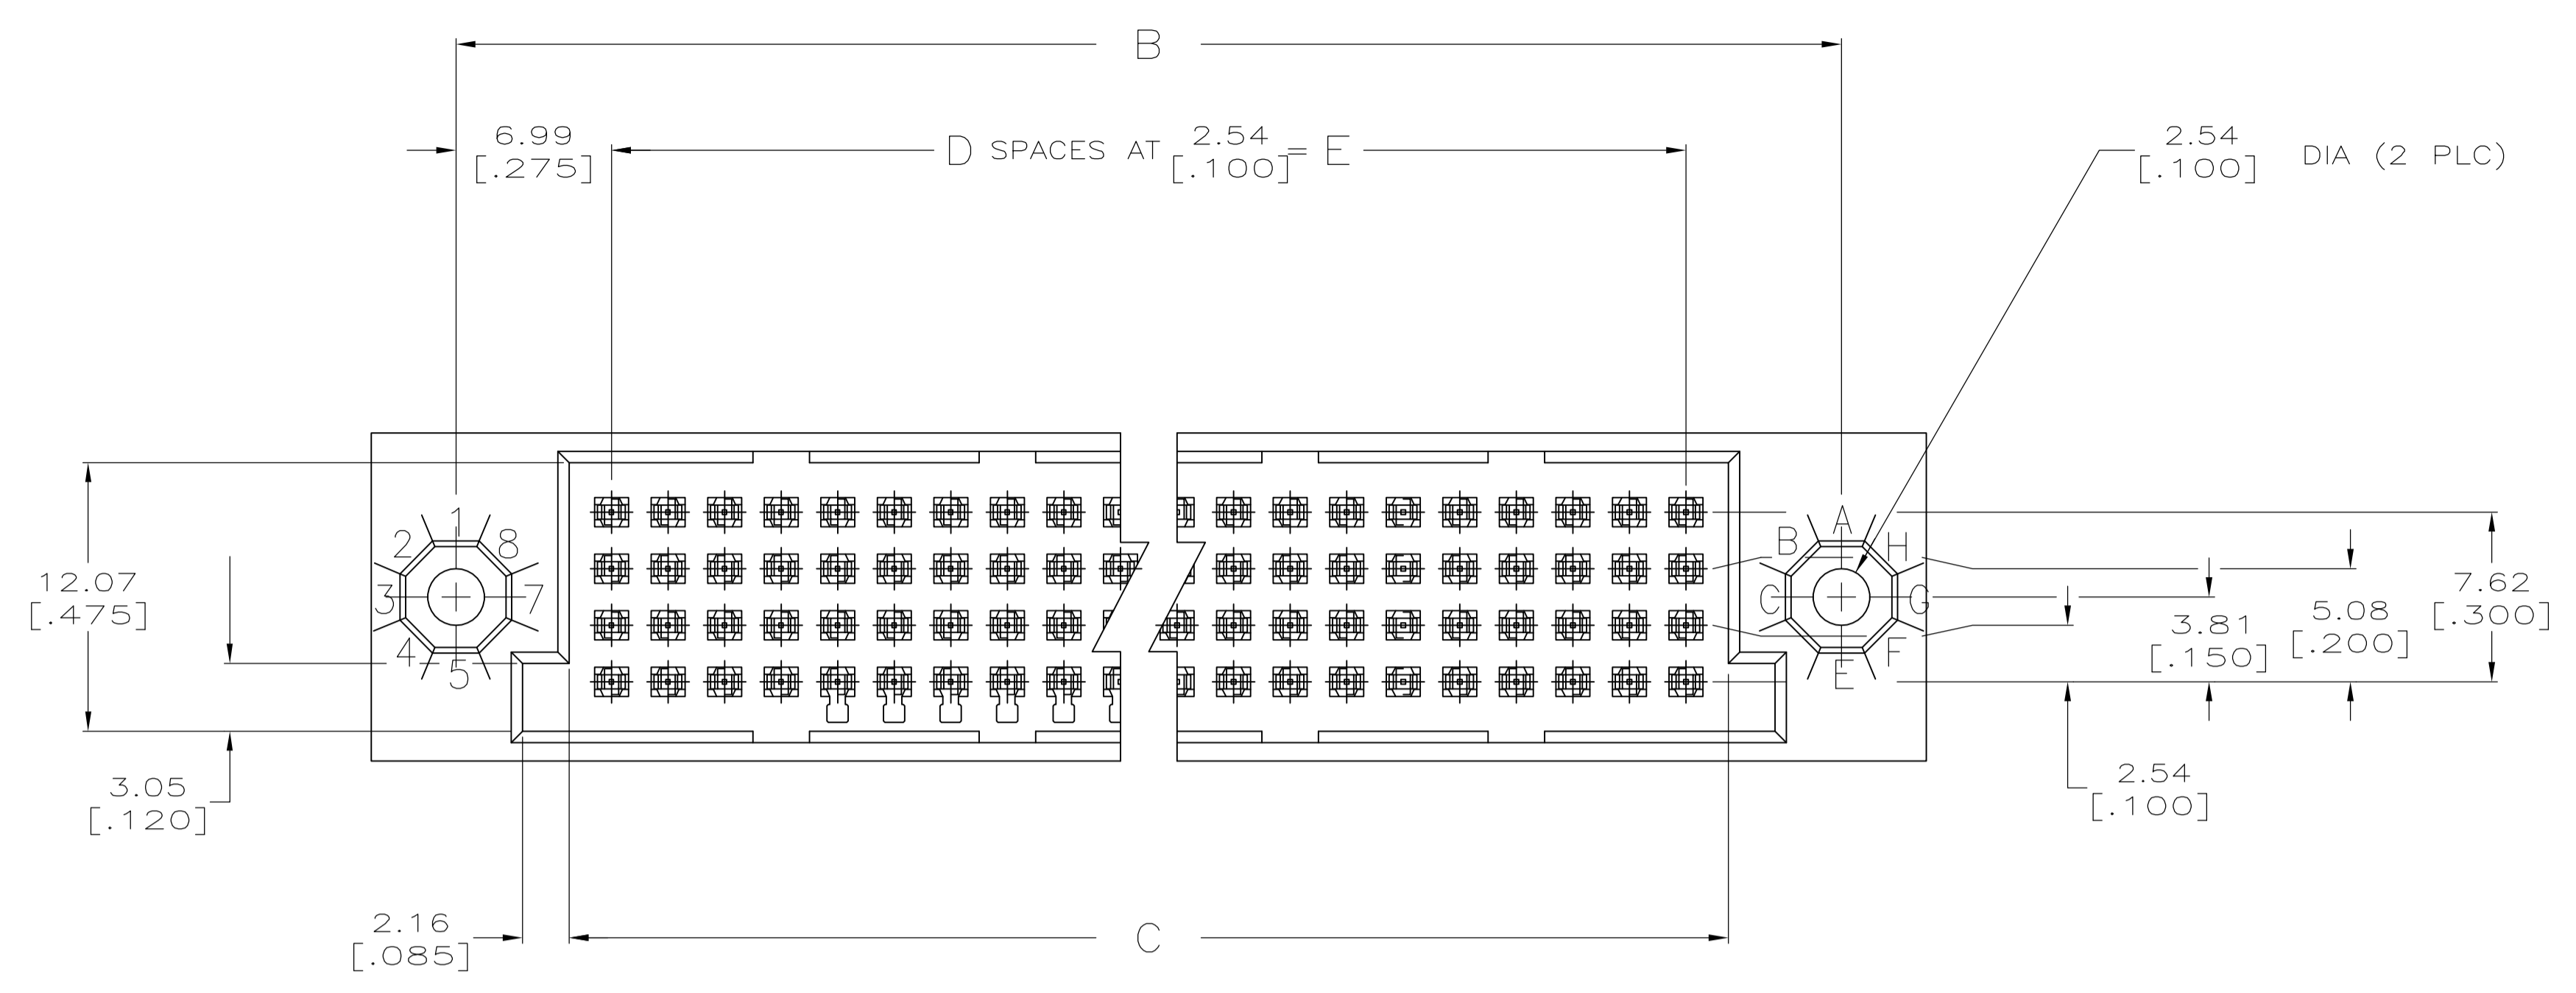 B
6.99
[.275]
D SPACES AT 2.54 [.100] = E
2.54
[.100]
DIA (2 PLC)
1
2
8
3
7
4
5
A
B
H
C
G
F
E
12.07
[.475]
7.62
[.300]
5.08
[.200]
3.81
[.150]
3.05
[.120]
2.54
[.100]
2.16
[.085]
C